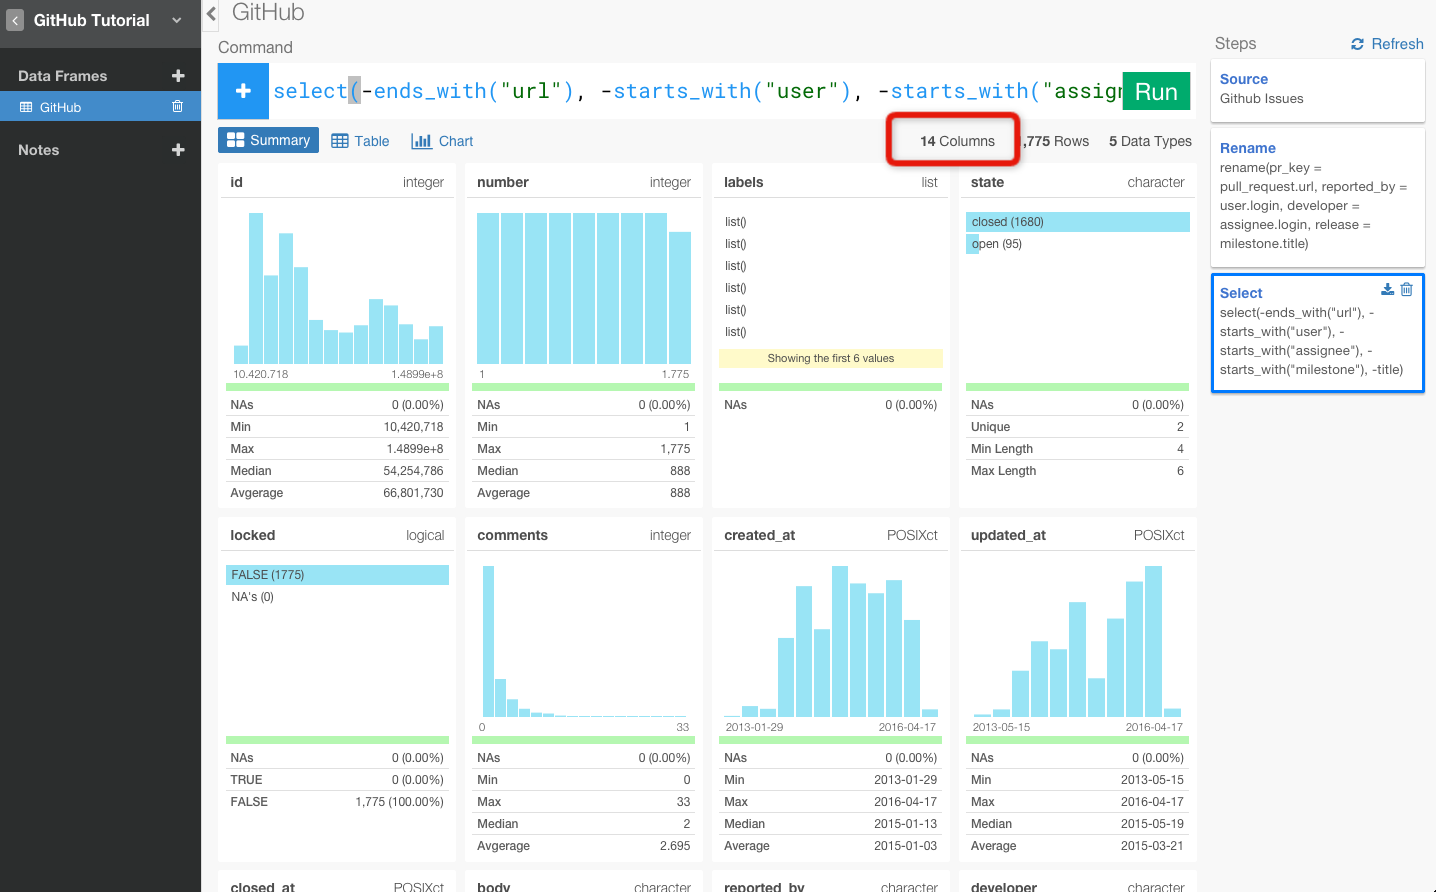 GitHub Tutorial
Data Frames
GitHub
Notes
GitHub
Command
select(-ends_with("url"), -starts_with("user"), -starts_with("assign
Run
Summary
Table
Chart
14 Columns
,775 Rows
5 Data Types
id integer
10.420.718 1.4899e+8
NAs 0 (0.00%)
Min 10,420,718
Max 1.4899e+8
Median 54,254,786
Avgerage 66,801,730
number integer
1 1.775
NAs 0 (0.00%)
Min 1
Max 1,775
Median 888
Avgerage 888
labels list
list()
list()
list()
list()
list()
list()
Showing the first 6 values
NAs 0 (0.00%)
state character
closed (1680)
open (95)
NAs 0 (0.00%)
Unique 2
Min Length 4
Max Length 6
locked logical
FALSE (1775)
NA's (0)
NAs 0 (0.00%)
TRUE 0 (0.00%)
FALSE 1,775 (100.00%)
comments integer
0 33
NAs 0 (0.00%)
Min 0
Max 33
Median 2
Avgerage 2.695
created_at POSIXct
2013-01-29 2016-04-17
NAs 0 (0.00%)
Min 2013-01-29
Max 2016-04-17
Median 2015-01-13
Average 2015-01-03
updated_at POSIXct
2013-05-15 2016-04-17
NAs 0 (0.00%)
Min 2013-05-15
Max 2016-04-17
Median 2015-05-19
Average 2015-03-21
closed_at POSIXct
body character
reported_by character
developer character
Steps
Refresh
Source
Github Issues
Rename
rename(pr_key =
pull_request.url, reported_by =
user.login, developer =
assignee.login, release =
milestone.title)
Select
select(-ends_with("url"), -
starts_with("user"), -
starts_with("assignee"), -
starts_with("milestone"), -title)